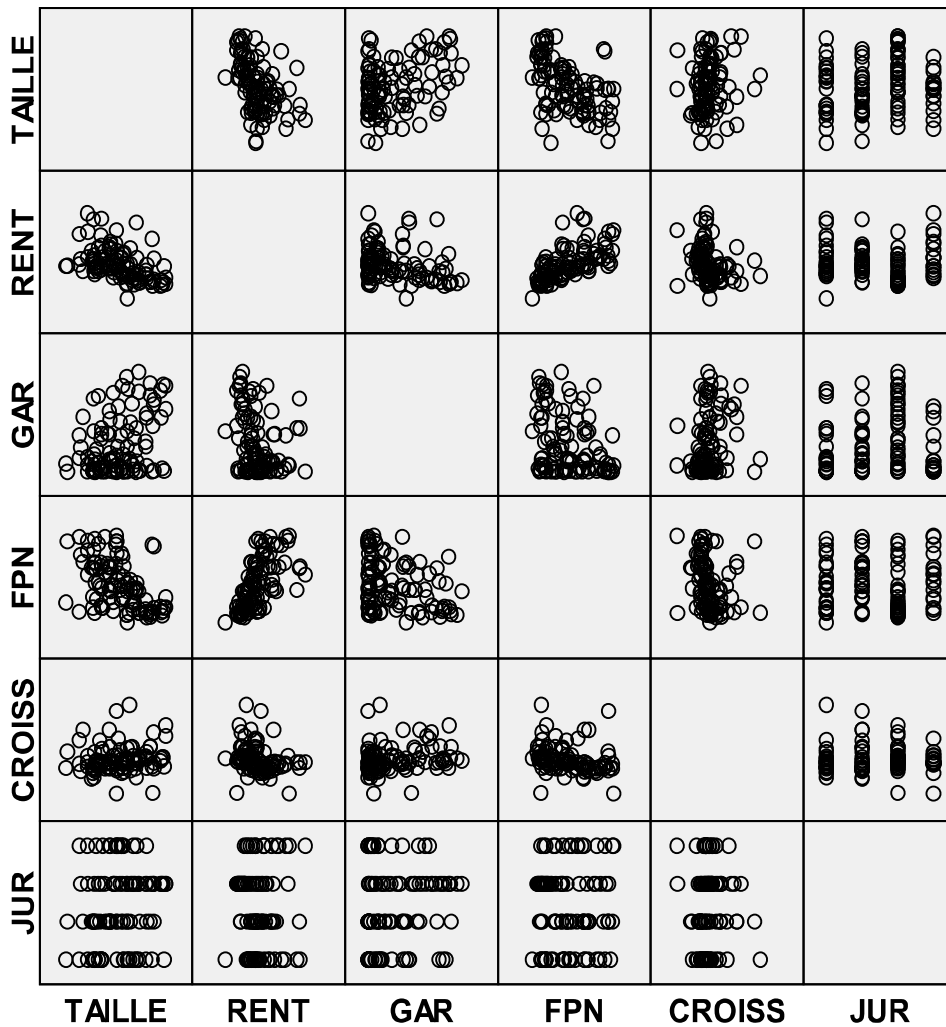 TAILLE
RENT
GAR
FPN
CROISS
JUR
TAILLE RENT GAR FPN CROISS JUR